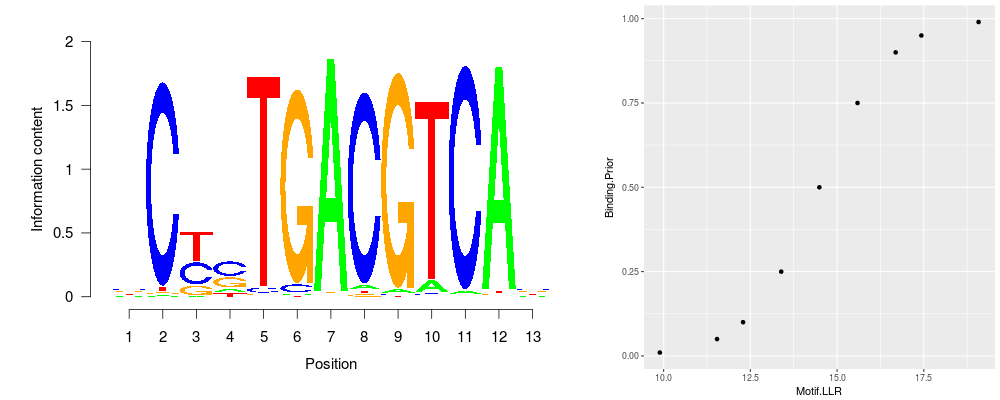 Information content
2
1.5
1
0.5
0
C T C C G G T G A C G T C A
1 2 3 4 5 6 7 8 9 10 11 12 13
Position
Binding.Prior
1.00
0.75
0.50
0.25
0.00
10.0 12.5 15.0 17.5
Motif.LLR